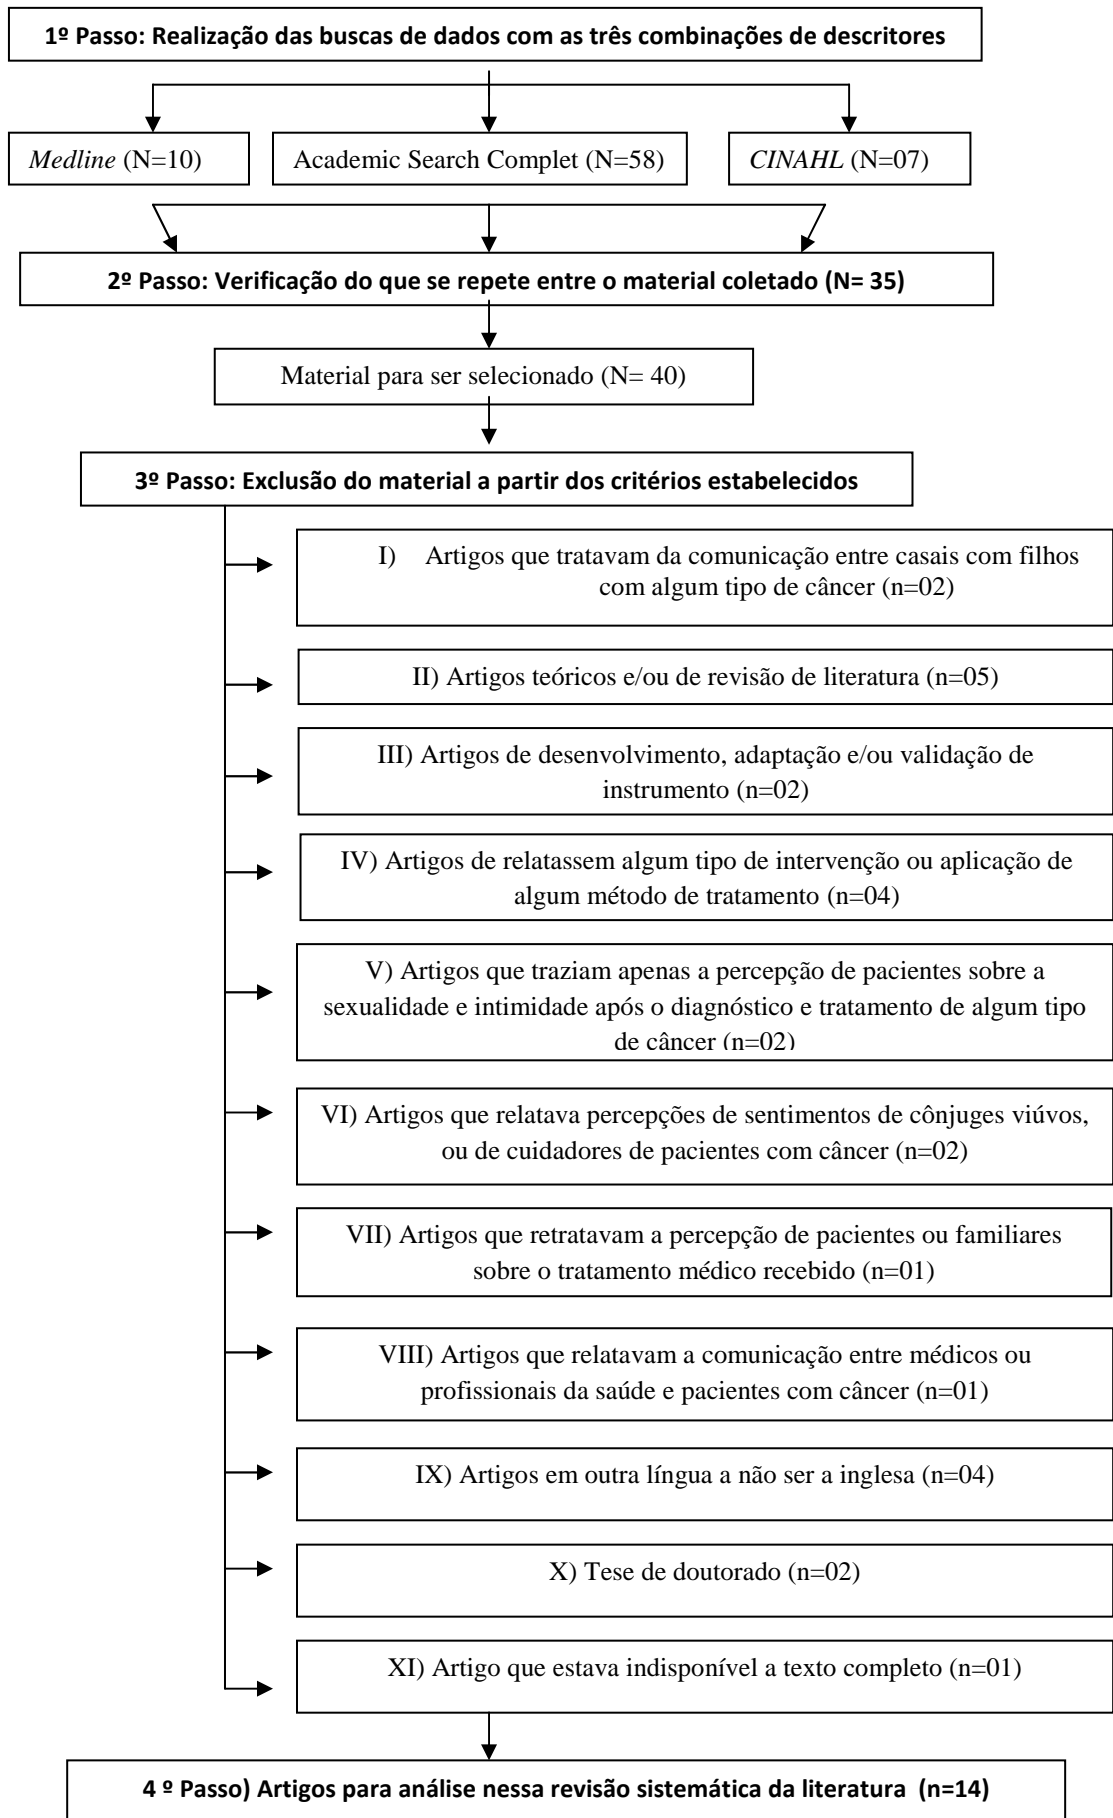 1º Passo: Realização das buscas de dados com as três combinações de descritores
Medline (N=10)
Academic Search Complet (N=58)
CINAHL (N=07)
2º Passo: Verificação do que se repete entre o material coletado (N= 35)
Material para ser selecionado (N= 40)
3º Passo: Exclusão do material a partir dos critérios estabelecidos
I) Artigos que tratavam da comunicação entre casais com filhos
com algum tipo de câncer (n=02)
II) Artigos teóricos e/ou de revisão de literatura (n=05)
III) Artigos de desenvolvimento, adaptação e/ou validação de
instrumento (n=02)
IV) Artigos de relatassem algum tipo de intervenção ou aplicação de
algum método de tratamento (n=04)
V) Artigos que traziam apenas a percepção de pacientes sobre a
sexualidade e intimidade após o diagnóstico e tratamento de algum tipo
de câncer (n=02)
VI) Artigos que relatava percepções de sentimentos de cônjuges viúvos,
ou de cuidadores de pacientes com câncer (n=02)
VII) Artigos que retratavam a percepção de pacientes ou familiares
sobre o tratamento médico recebido (n=01)
VIII) Artigos que relatavam a comunicação entre médicos ou
profissionais da saúde e pacientes com câncer (n=01)
IX) Artigos em outra língua a não ser a inglesa (n=04)
X) Tese de doutorado (n=02)
XI) Artigo que estava indisponível a texto completo (n=01)
4 º Passo) Artigos para análise nessa revisão sistemática da literatura (n=14)